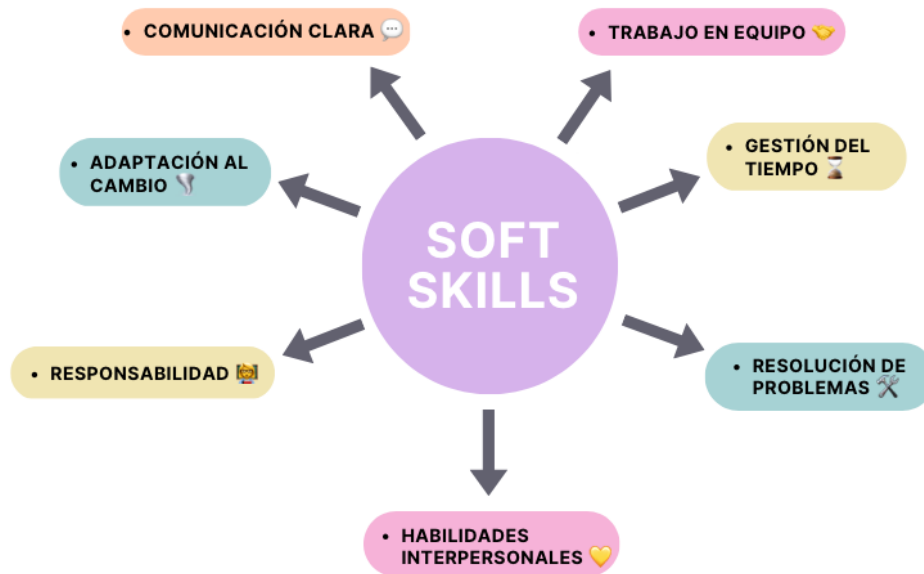 • COMUNICACIÓN CLARA 💬
• TRABAJO EN EQUIPO 🤝
• ADAPTACIÓN AL
CAMBIO 🌪️
• GESTIÓN DEL
TIEMPO ⌛
SOFT
SKILLS
• RESPONSABILIDAD 👩‍🏫
• RESOLUCIÓN DE
PROBLEMAS 🛠️
• HABILIDADES
INTERPERSONALES 💛